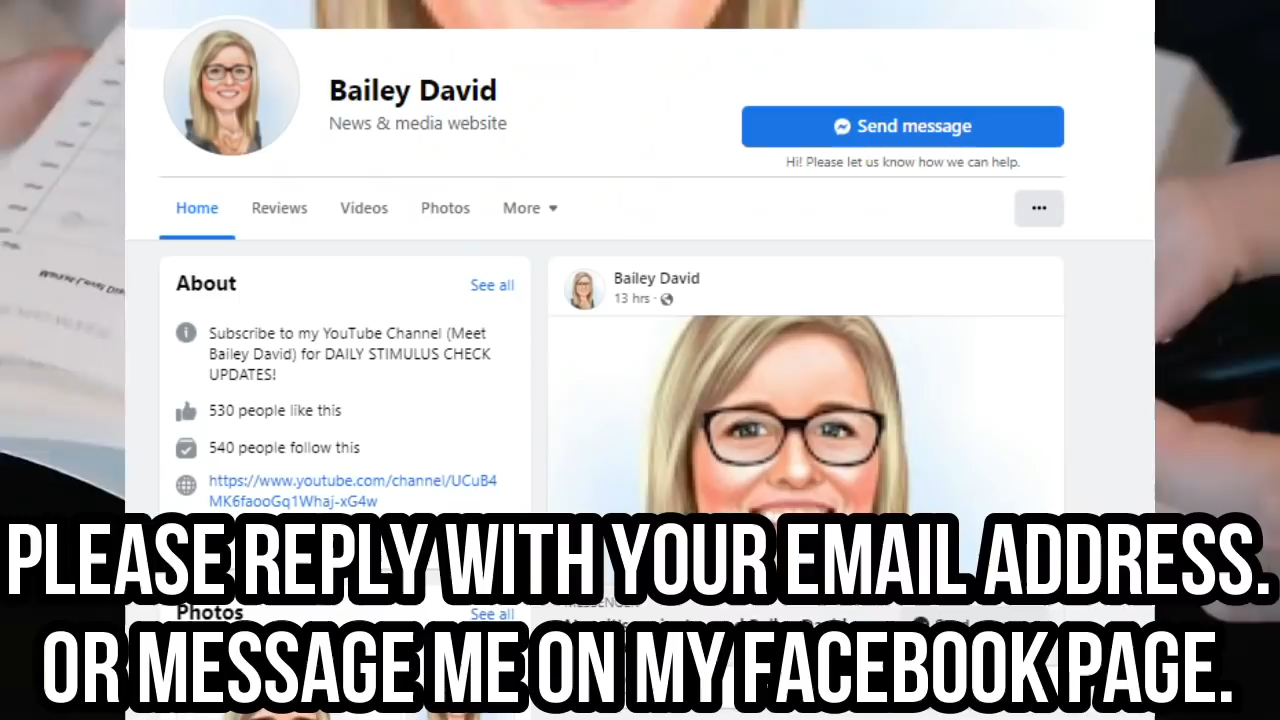 Bailey David
News & media website
Send message
Hi! Please let us know how we can help.
Home Reviews Videos Photos More
About See all
Bailey David
13 hrs ·
Subscribe to my YouTube Channel (Meet
Bailey David) for DAILY STIMULUS CHECK
UPDATES!
530 people like this
540 people follow this
https://www.youtube.com/channel/UCuB4
MK6faooGq1Whaj-xG4w
PLEASE REPLY WITH YOUR EMAIL ADDRESS.
Photos See all
OR MESSAGE ME ON MY FACEBOOK PAGE.